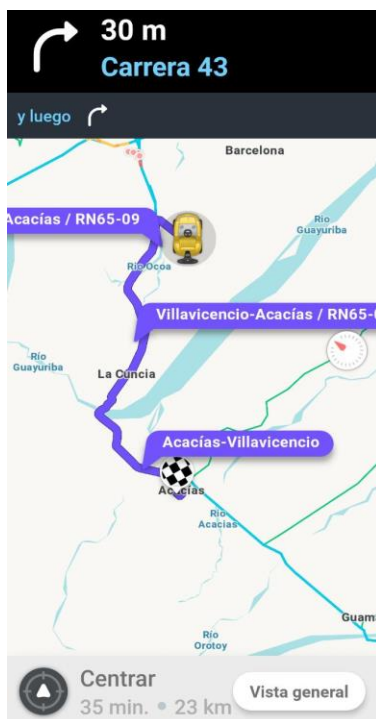 30 m
Carrera 43
y luego
Barcelona
Acacías / RN65-09
Río
Guayuriba
Río Ocoa
Villavicencio-Acacías / RN65-0
Río
Guayuriba
La Cuncia
Acacías-Villavicencio
Acacías
Río
Acacías
Guama
Río
Orotoy
Centrar
35 min. • 23 km
Vista general